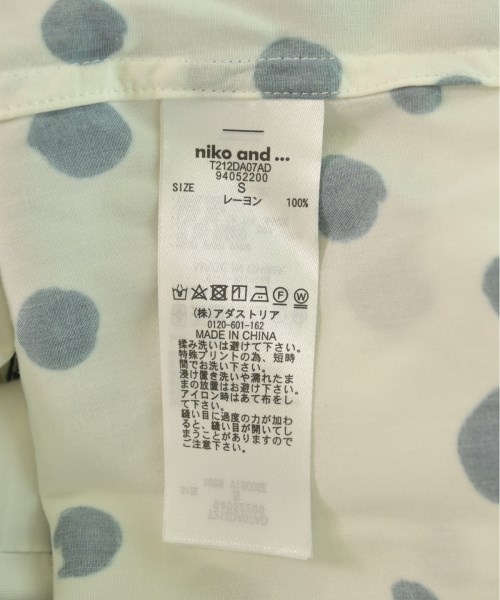 niko and ...
T212DA07AD
94052200
SIZE S
レーヨン 100%
(株)アダストリア
0120-601-162
MADE IN CHINA
揉み洗いは避けて下さい。
特殊プリントの為、短時
間でお洗い下さい。
浸け置き洗いや濡れたま
まの放置はお避け下さい。
アイロン時はあて布をし
て下さい。
縫い目に過度の力が加わ
ると、縫い目が開いてし
まうことがありますので
ご注意下さい。